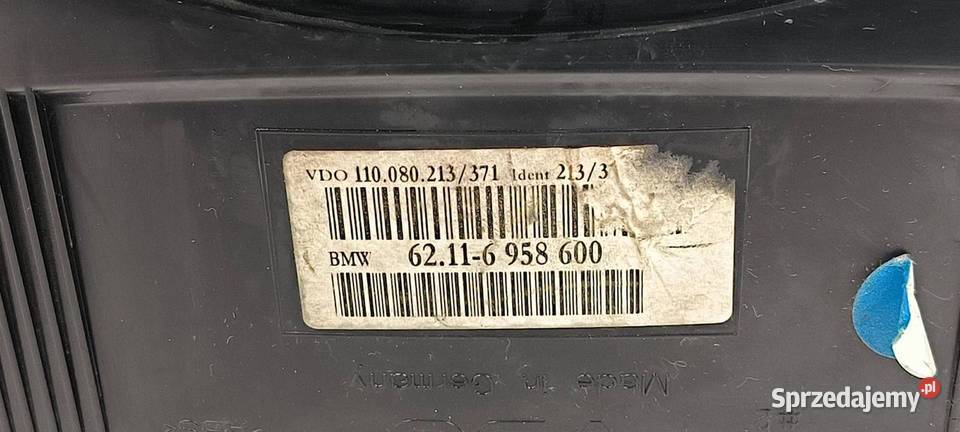 VDO 110.080.213/371 Ident 213/3
BMW 62.11-6 958 600
Made in Germany
Sprzedajemy.pl